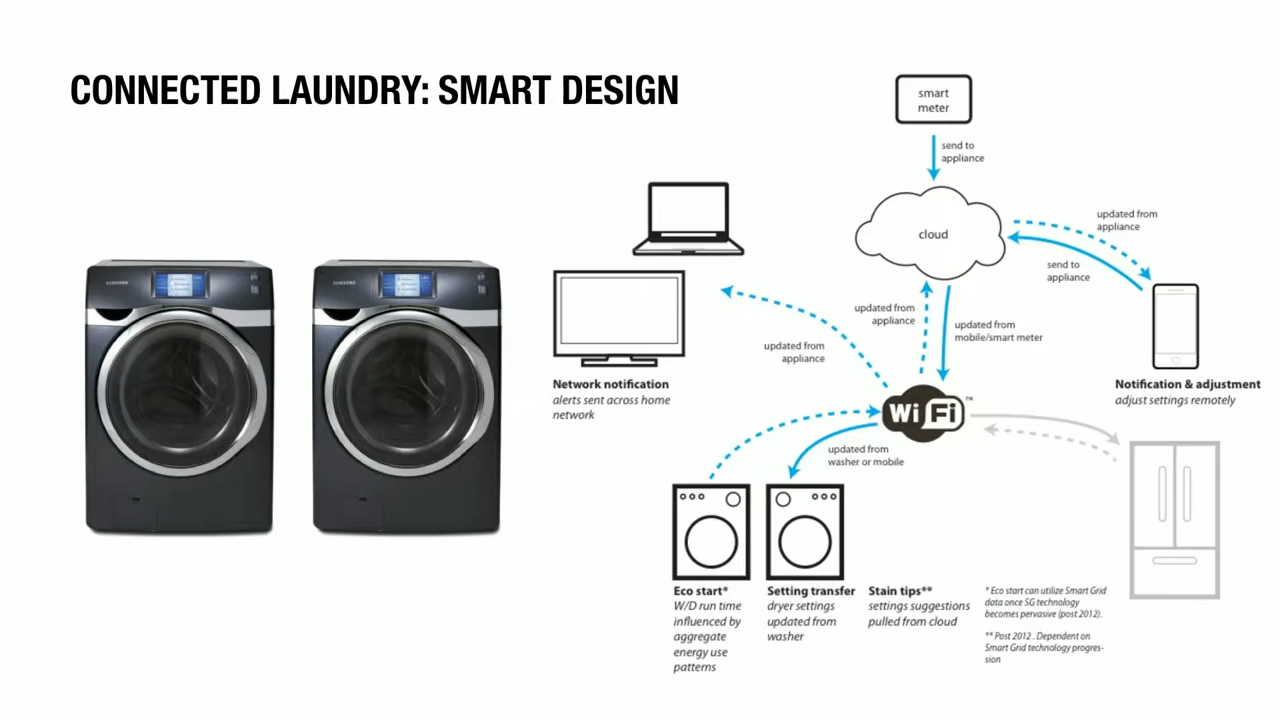 CONNECTED LAUNDRY: SMART DESIGN
smart
meter
send to
appliance
cloud
updated from
appliance
send to
appliance
SAMSUNG
SAMSUNG
updated from
appliance
updated from
mobile/smart meter
updated from
appliance
Network notification
alerts sent across home
network
Notification & adjustment
adjust settings remotely
Wi Fi™
updated from
washer or mobile
Eco start*
W/D run time
influenced by
aggregate
energy use
patterns
Setting transfer
dryer settings
updated from
washer
Stain tips**
settings suggestions
pulled from cloud
* Eco start can utilize Smart Grid
data once SG technology
becomes pervasive (post 2012).
** Post 2012 . Dependent on
Smart Grid technology progres-
sion